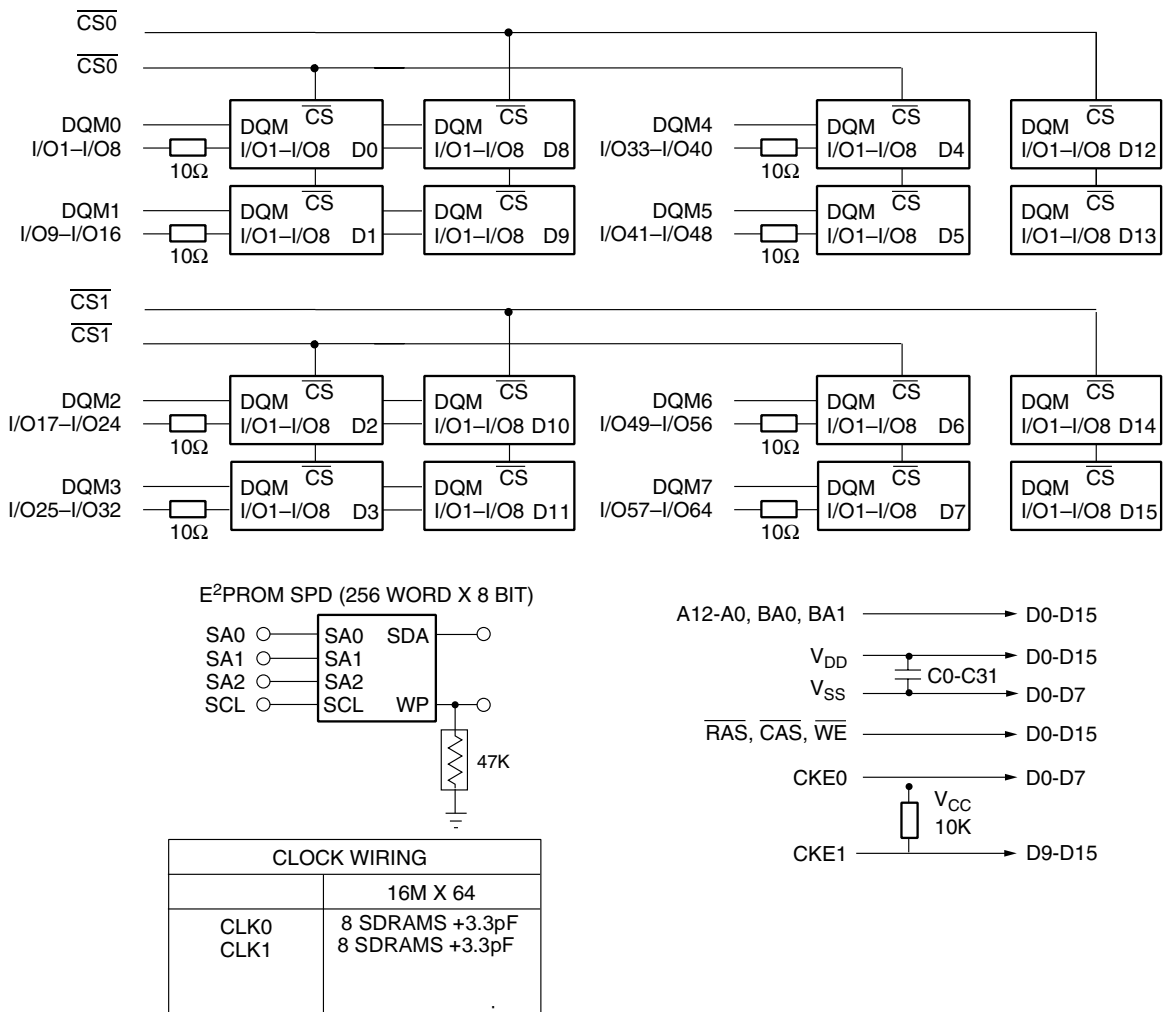 CS0
CS0
DQM0 DQM CS DQM CS DQM4 DQM CS DQM CS
I/O1–I/O8 I/O1–I/O8 D0 I/O1–I/O8 D8 I/O33–I/O40 I/O1–I/O8 D4 I/O1–I/O8 D12
10Ω 10Ω
DQM1 DQM CS DQM CS DQM5 DQM CS DQM CS
I/O9–I/O16 I/O1–I/O8 D1 I/O1–I/O8 D9 I/O41–I/O48 I/O1–I/O8 D5 I/O1–I/O8 D13
10Ω 10Ω
CS1
CS1
DQM2 DQM CS DQM CS DQM6 DQM CS DQM CS
I/O17–I/O24 I/O1–I/O8 D2 I/O1–I/O8 D10 I/O49–I/O56 I/O1–I/O8 D6 I/O1–I/O8 D14
10Ω 10Ω
DQM3 DQM CS DQM CS DQM7 DQM CS DQM CS
I/O25–I/O32 I/O1–I/O8 D3 I/O1–I/O8 D11 I/O57–I/O64 I/O1–I/O8 D7 I/O1–I/O8 D15
10Ω 10Ω
E²PROM SPD (256 WORD X 8 BIT)
SA0 SA0 SDA
SA1 SA1
SA2 SA2
SCL SCL WP
47K
A12-A0, BA0, BA1 D0-D15
VDD D0-D15
C0-C31
VSS D0-D7
RAS, CAS, WE D0-D15
CKE0 D0-D7
VCC
10K
CKE1 D9-D15
CLOCK WIRING
16M X 64
CLK0 8 SDRAMS +3.3pF
CLK1 8 SDRAMS +3.3pF